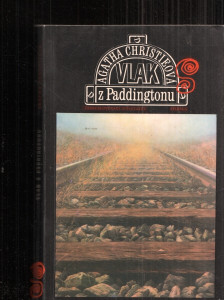 AGATHA CHRISTIEOVÁ
VLAK
z Paddingtonu